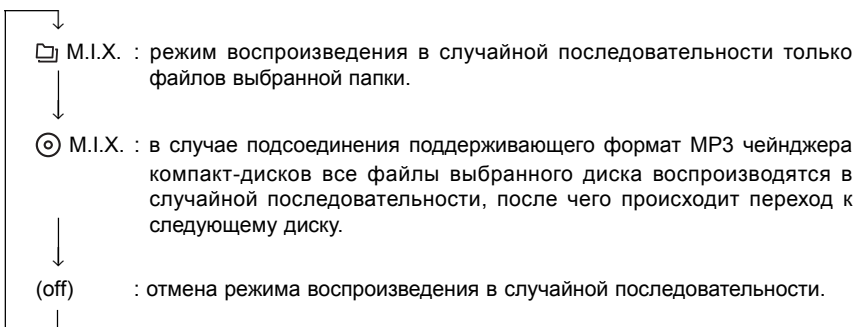 M.I.X. : режим воспроизведения в случайной последовательности только
файлов выбранной папки.
M.I.X. : в случае подсоединения поддерживающего формат MP3 чейнджера
компакт-дисков все файлы выбранного диска воспроизводятся в
случайной последовательности, после чего происходит переход к
следующему диску.
(off) : отмена режима воспроизведения в случайной последовательности.